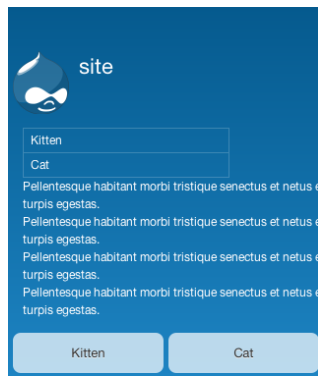 site
Kitten
Cat
Pellentesque habitant morbi tristique senectus et netus e
turpis egestas.
Pellentesque habitant morbi tristique senectus et netus e
turpis egestas.
Pellentesque habitant morbi tristique senectus et netus e
turpis egestas.
Pellentesque habitant morbi tristique senectus et netus e
turpis egestas.
Kitten Cat